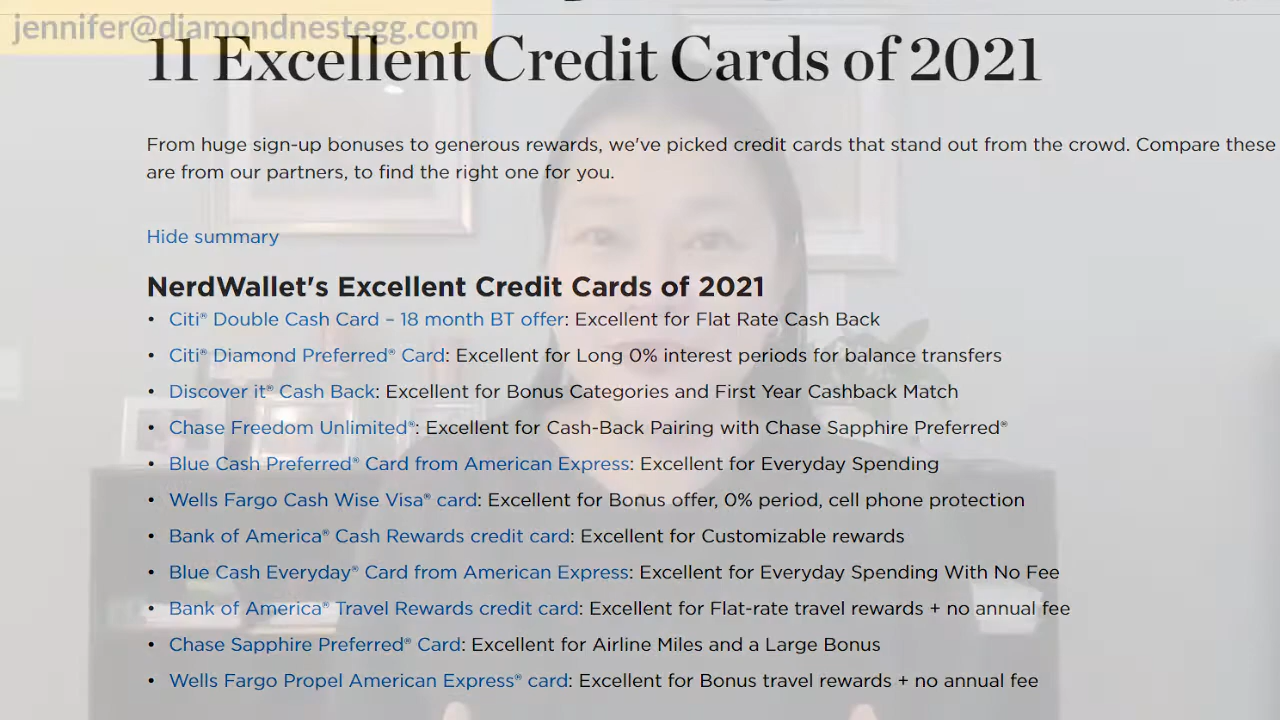 jennifer@diamondnestegg.com
11 Excellent Credit Cards of 2021
From huge sign-up bonuses to generous rewards, we've picked credit cards that stand out from the crowd. Compare these
are from our partners, to find the right one for you.
Hide summary
NerdWallet's Excellent Credit Cards of 2021
• Citi® Double Cash Card – 18 month BT offer: Excellent for Flat Rate Cash Back
• Citi® Diamond Preferred® Card: Excellent for Long 0% interest periods for balance transfers
• Discover it® Cash Back: Excellent for Bonus Categories and First Year Cashback Match
• Chase Freedom Unlimited®: Excellent for Cash-Back Pairing with Chase Sapphire Preferred®
• Blue Cash Preferred® Card from American Express: Excellent for Everyday Spending
• Wells Fargo Cash Wise Visa® card: Excellent for Bonus offer, 0% period, cell phone protection
• Bank of America® Cash Rewards credit card: Excellent for Customizable rewards
• Blue Cash Everyday® Card from American Express: Excellent for Everyday Spending With No Fee
• Bank of America® Travel Rewards credit card: Excellent for Flat-rate travel rewards + no annual fee
• Chase Sapphire Preferred® Card: Excellent for Airline Miles and a Large Bonus
• Wells Fargo Propel American Express® card: Excellent for Bonus travel rewards + no annual fee